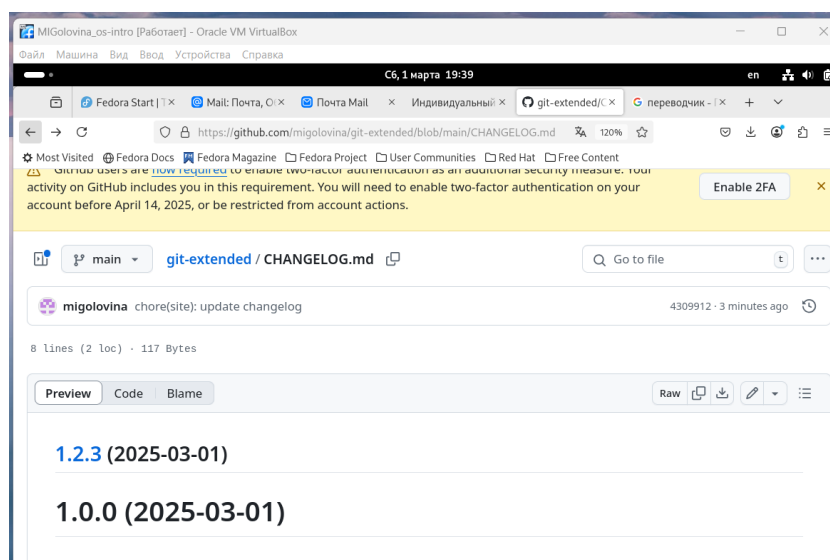 MIGolovina_os-intro [Работает] - Oracle VM VirtualBox
Файл Машина Вид Ввод Устройства Справка
Сб, 1 марта 19:39 en
Fedora Start | Mail: Почта, О Почта Mail Индивидуальный git-extended/C переводчик -
https://github.com/migolovina/git-extended/blob/main/CHANGELOG.md 120%
Most Visited Fedora Docs Fedora Magazine Fedora Project User Communities Red Hat Free Content
GitHub users are now required to enable two-factor authentication as an additional security measure. Your
activity on GitHub includes you in this requirement. You will need to enable two-factor authentication on your
account before April 14, 2025, or be restricted from account actions.
Enable 2FA
main git-extended / CHANGELOG.md Go to file t
migolovina chore(site): update changelog 4309912 · 3 minutes ago
8 lines (2 loc) · 117 Bytes
Preview Code Blame Raw
1.2.3 (2025-03-01)
1.0.0 (2025-03-01)